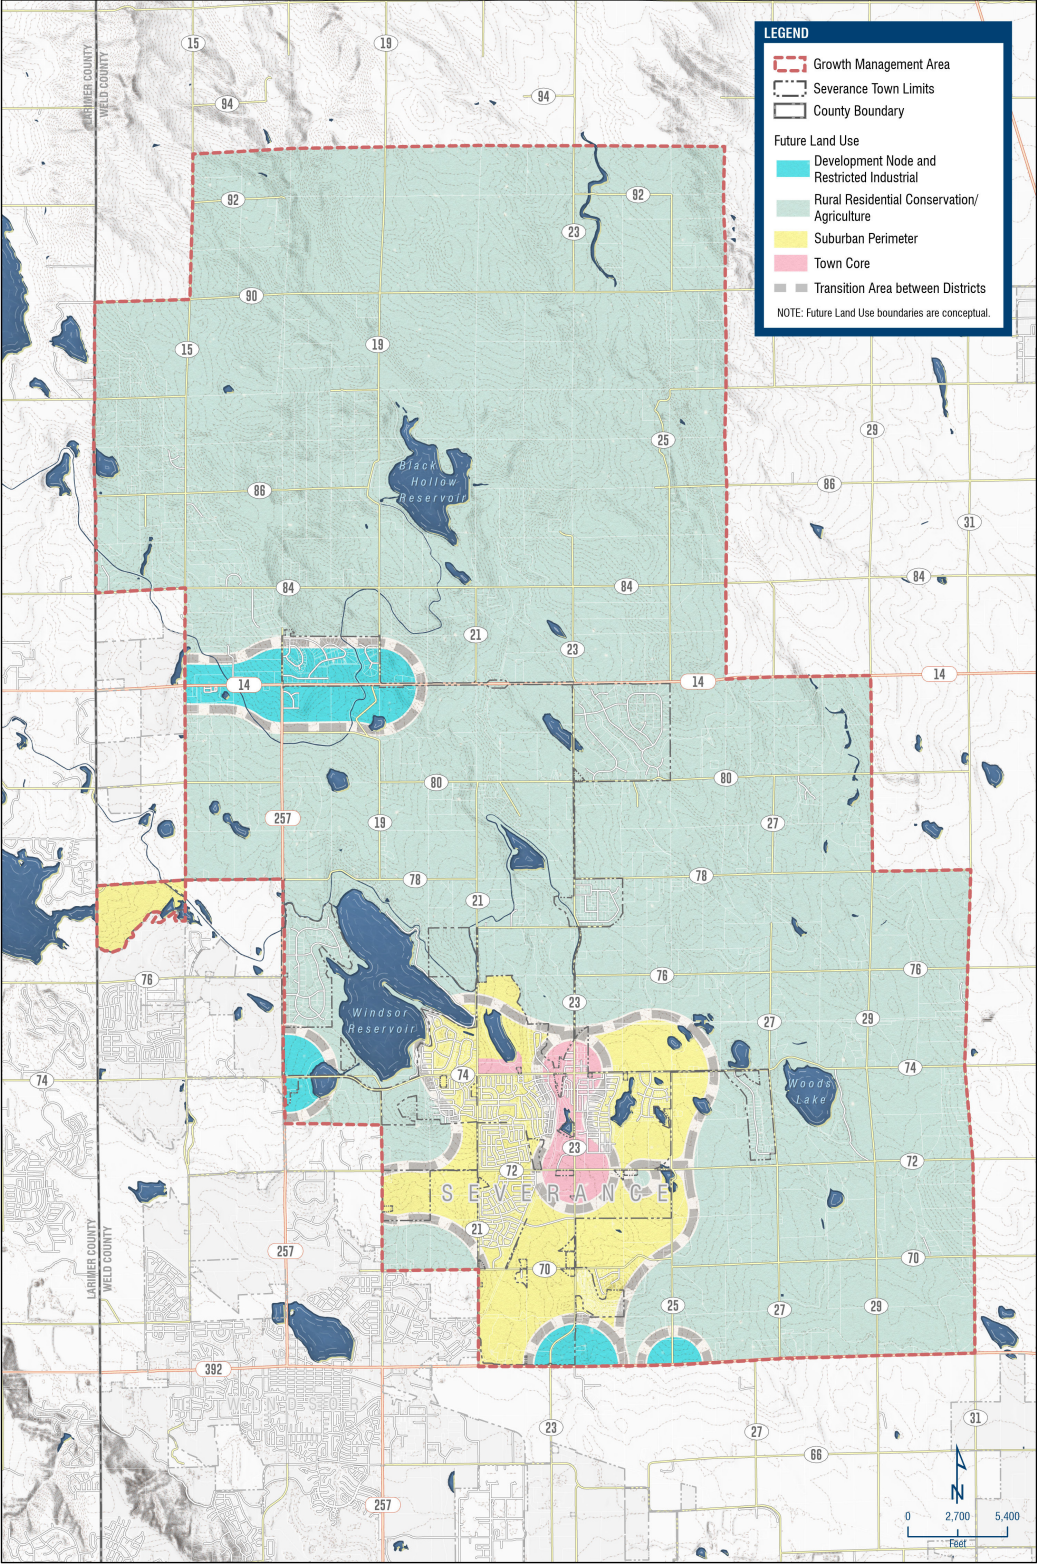 LEGEND
Growth Management Area
Severance Town Limits
County Boundary
Future Land Use
Development Node and
Restricted Industrial
Rural Residential Conservation/
Agriculture
Suburban Perimeter
Town Core
Transition Area between Districts
NOTE: Future Land Use boundaries are conceptual.
LARIMER COUNTY
WELD COUNTY
15
19
94
94
92
92
23
90
15
19
25
29
Black
Hollow
Reservoir
86
86
31
84
84
84
21
23
14
14
14
80
80
257
19
27
78
78
21
76
76
76
23
27
29
Windsor
Reservoir
74
74
74
Woods
Lake
23
72
72
SEVERANCE
21
LARIMER COUNTY
WELD COUNTY
257
70
70
25
27
29
392
23
27
31
66
257
N
0 2,700 5,400
Feet